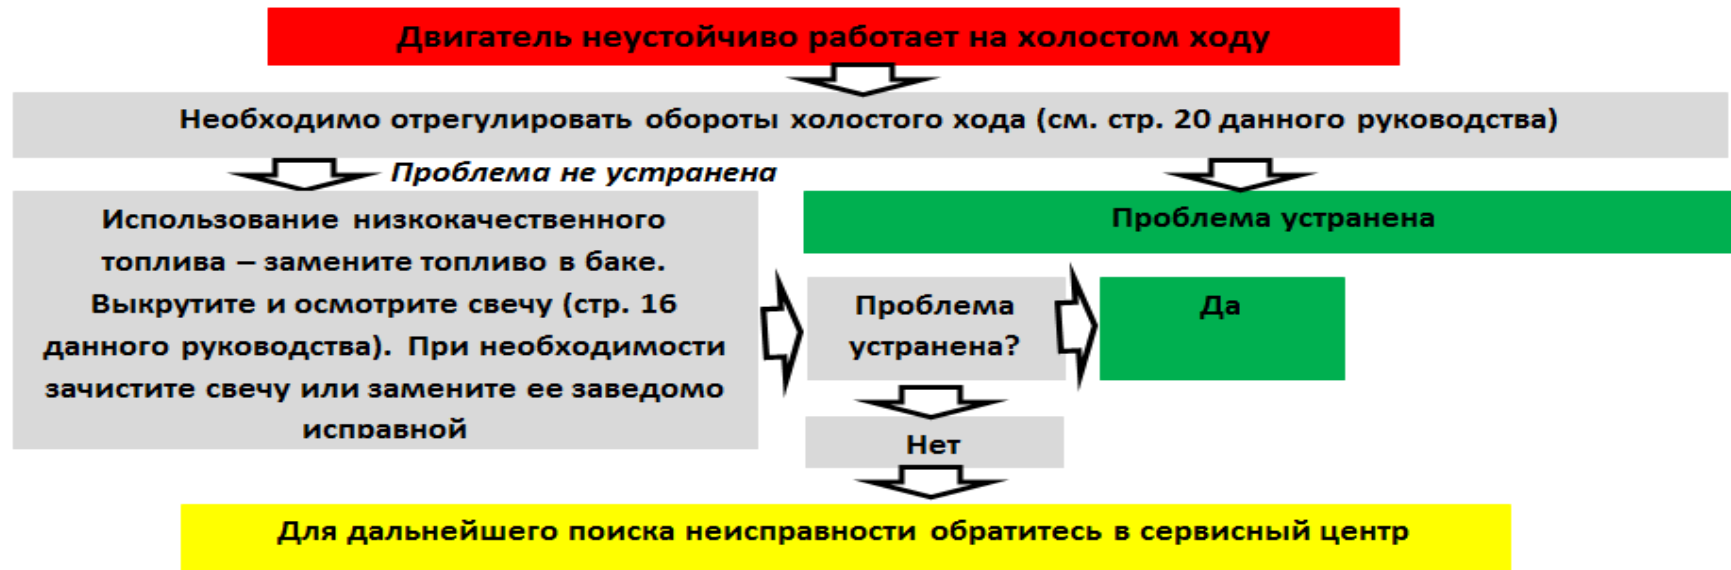 Двигатель неустойчиво работает на холостом ходу
Необходимо отрегулировать обороты холостого хода (см. стр. 20 данного руководства)
Проблема не устранена
Использование низкокачественного
топлива – замените топливо в баке.
Выкрутите и осмотрите свечу (стр. 16
данного руководства). При необходимости
зачистите свечу или замените ее заведомо
исправной
Проблема устранена
Проблема
устранена?
Да
Нет
Для дальнейшего поиска неисправности обратитесь в сервисный центр